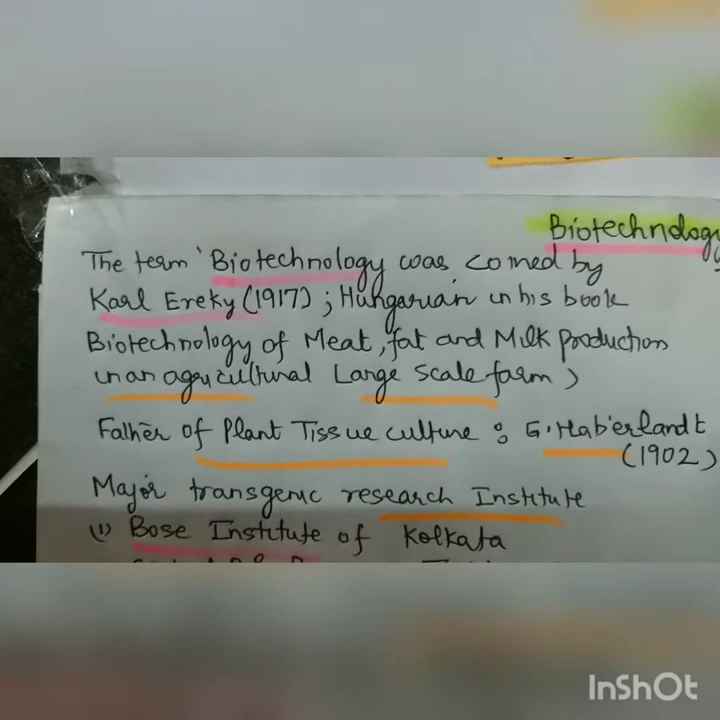 Biotechnology
The term 'Biotechnology was coined by
Karl Ereky (1917) ; Hungarian in his book
Biotechnology of Meat, fat and Milk production
in an agricultural Large scale farm )
Father of Plant Tissue culture : G. Haberlandt
(1902)
Major transgenic research Institute
(1) Bose Institute of Kolkata
InShOt